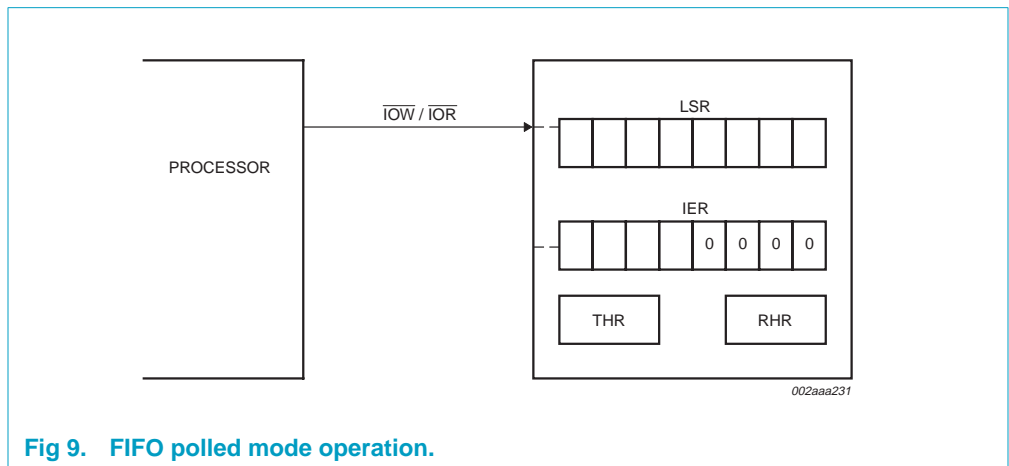 IOW / IOR
LSR
PROCESSOR
IER
0 0 0 0
THR
RHR
002aaa231
Fig 9. FIFO polled mode operation.